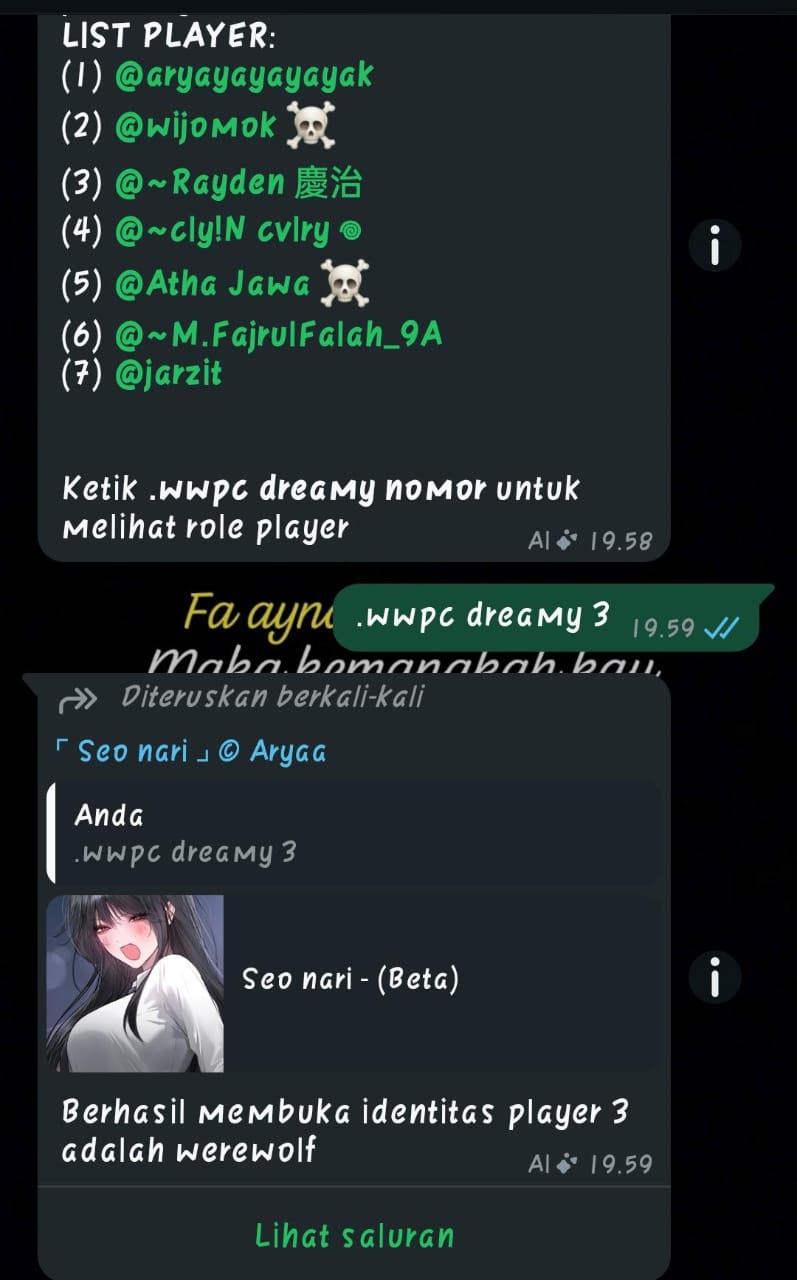 LIST PLAYER:
(1) @aryayayayayak
(2) @wijomok ☠️
(3) @~Rayden 慶治
(4) @~cly!N cvlry ꩜
(5) @Atha Jawa ☠️
(6) @~M.FajrulFalah_9A
(7) @jarzit
Ketik .wwpc dreamy nomor untuk
melihat role player
AI 19.58
Fa ayna
.wwpc dreamy 3 19.59
Maka kemanakah kau,
Diteruskan berkali-kali
「 Seo nari 」© Aryaa
Anda
.wwpc dreamy 3
Seo nari - (Beta)
Berhasil membuka identitas player 3
adalah werewolf
AI 19.59
Lihat saluran